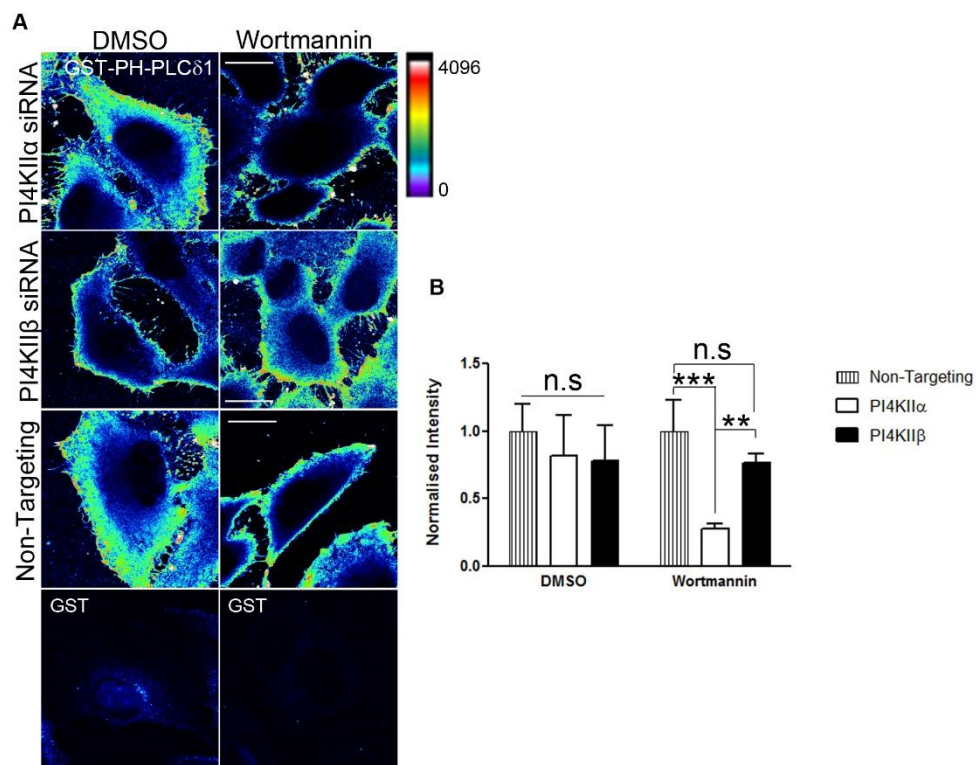 A
DMSO Wortmannin
GST-PH-PLCδ1
PI4KIIα siRNA
4096
0
PI4KIIβ siRNA
Non-Targeting
GST GST
B
Normalised Intensity
1.5
1.0
0.5
0.0
n.s
n.s
***
**
DMSO Wortmannin
Non-Targeting
PI4KIIα
PI4KIIβ